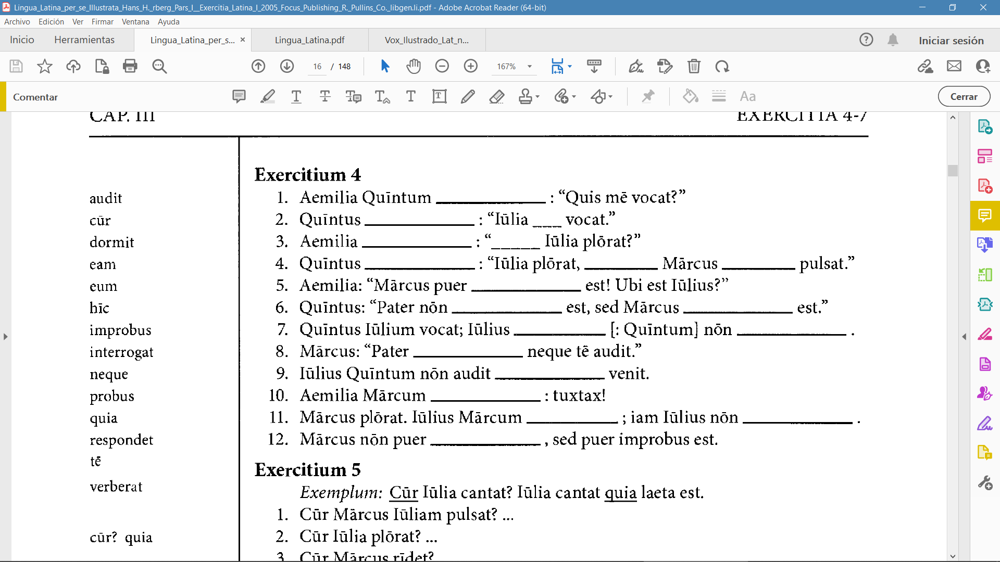 Lingua_Latina_per_se_Illustrata_Hans_H._rberg_Pars_I__Exercitia_Latina_I_2005_Focus_Publishing_R._Pullins_Co._libgen.li.pdf - Adobe Acrobat Reader (64-bit)
Archivo Edición Ver Firmar Ventana Ayuda
Inicio Herramientas Lingua_Latina_per_s... × Lingua_Latina.pdf Vox_Ilustrado_Lat_n... Iniciar sesión
16 / 148 167%
Comentar Aa Cerrar
CAP. III EXERCITIA 4-7
Exercitium 4
audit
cūr
dormit
eam
eum
hīc
improbus
interrogat
neque
probus
quia
respondet
tē
verberat
cūr? quia
1. Aemilia Quīntum ____________ : “Quis mē vocat?”
2. Quīntus ____________ : “Iūlia ___ vocat.”
3. Aemilia ____________ : “_____ Iūlia plōrat?”
4. Quīntus ____________ : “Iūlia plōrat, ________ Mārcus ________ pulsat.”
5. Aemilia: “Mārcus puer ____________ est! Ubi est Iūlius?”
6. Quīntus: “Pater nōn ____________ est, sed Mārcus ____________ est.”
7. Quīntus Iūlium vocat; Iūlius __________ [: Quīntum] nōn ____________ .
8. Mārcus: “Pater ____________ neque tē audit.”
9. Iūlius Quīntum nōn audit ____________ venit.
10. Aemilia Mārcum ____________ : tuxtax!
11. Mārcus plōrat. Iūlius Mārcum __________ ; iam Iūlius nōn ____________ .
12. Mārcus nōn puer ____________ , sed puer improbus est.
Exercitium 5
Exemplum: Cūr Iūlia cantat? Iūlia cantat quia laeta est.
1. Cūr Mārcus Iūliam pulsat? ...
2. Cūr Iūlia plōrat? ...
3. Cūr Mārcus rīdet?